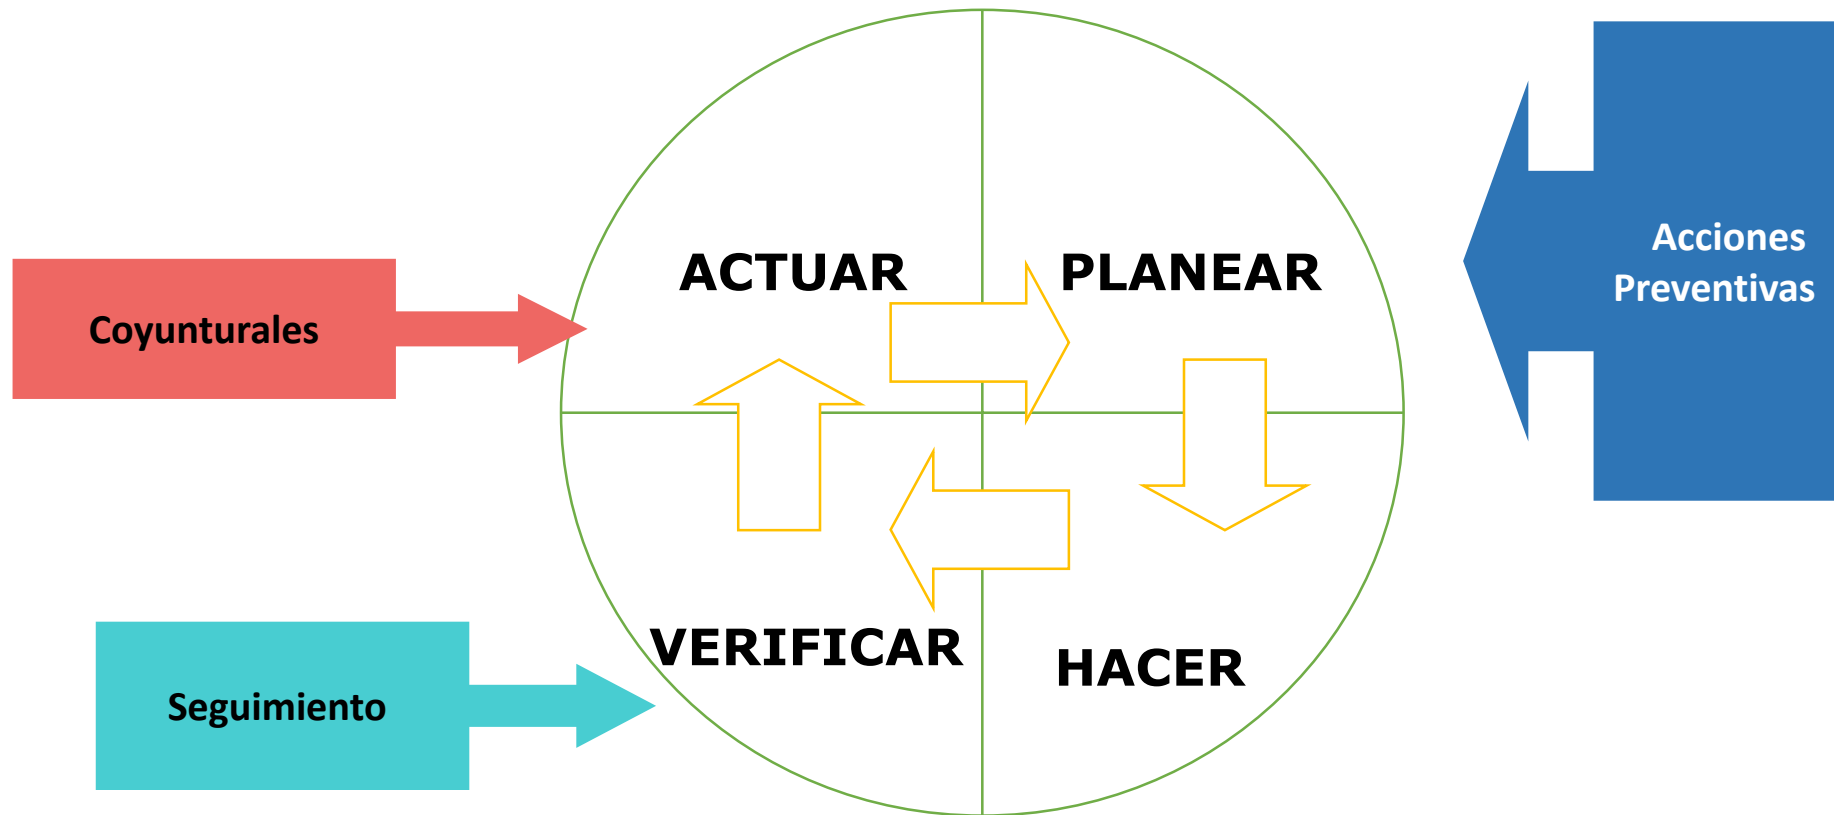 ACTUAR
PLANEAR
Acciones
Preventivas
Coyunturales
VERIFICAR
HACER
Seguimiento